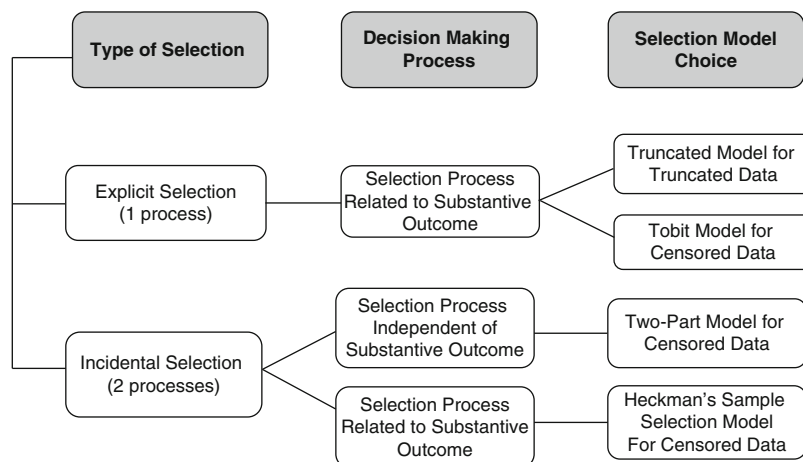 Type of Selection
Decision Making
Process
Selection Model
Choice
Explicit Selection
(1 process)
Selection Process
Related to Substantive
Outcome
Truncated Model for
Truncated Data
Tobit Model for
Censored Data
Incidental Selection
(2 processes)
Selection Process
Independent of
Substantive Outcome
Two-Part Model for
Censored Data
Selection Process
Related to Substantive
Outcome
Heckman's Sample
Selection Model
For Censored Data